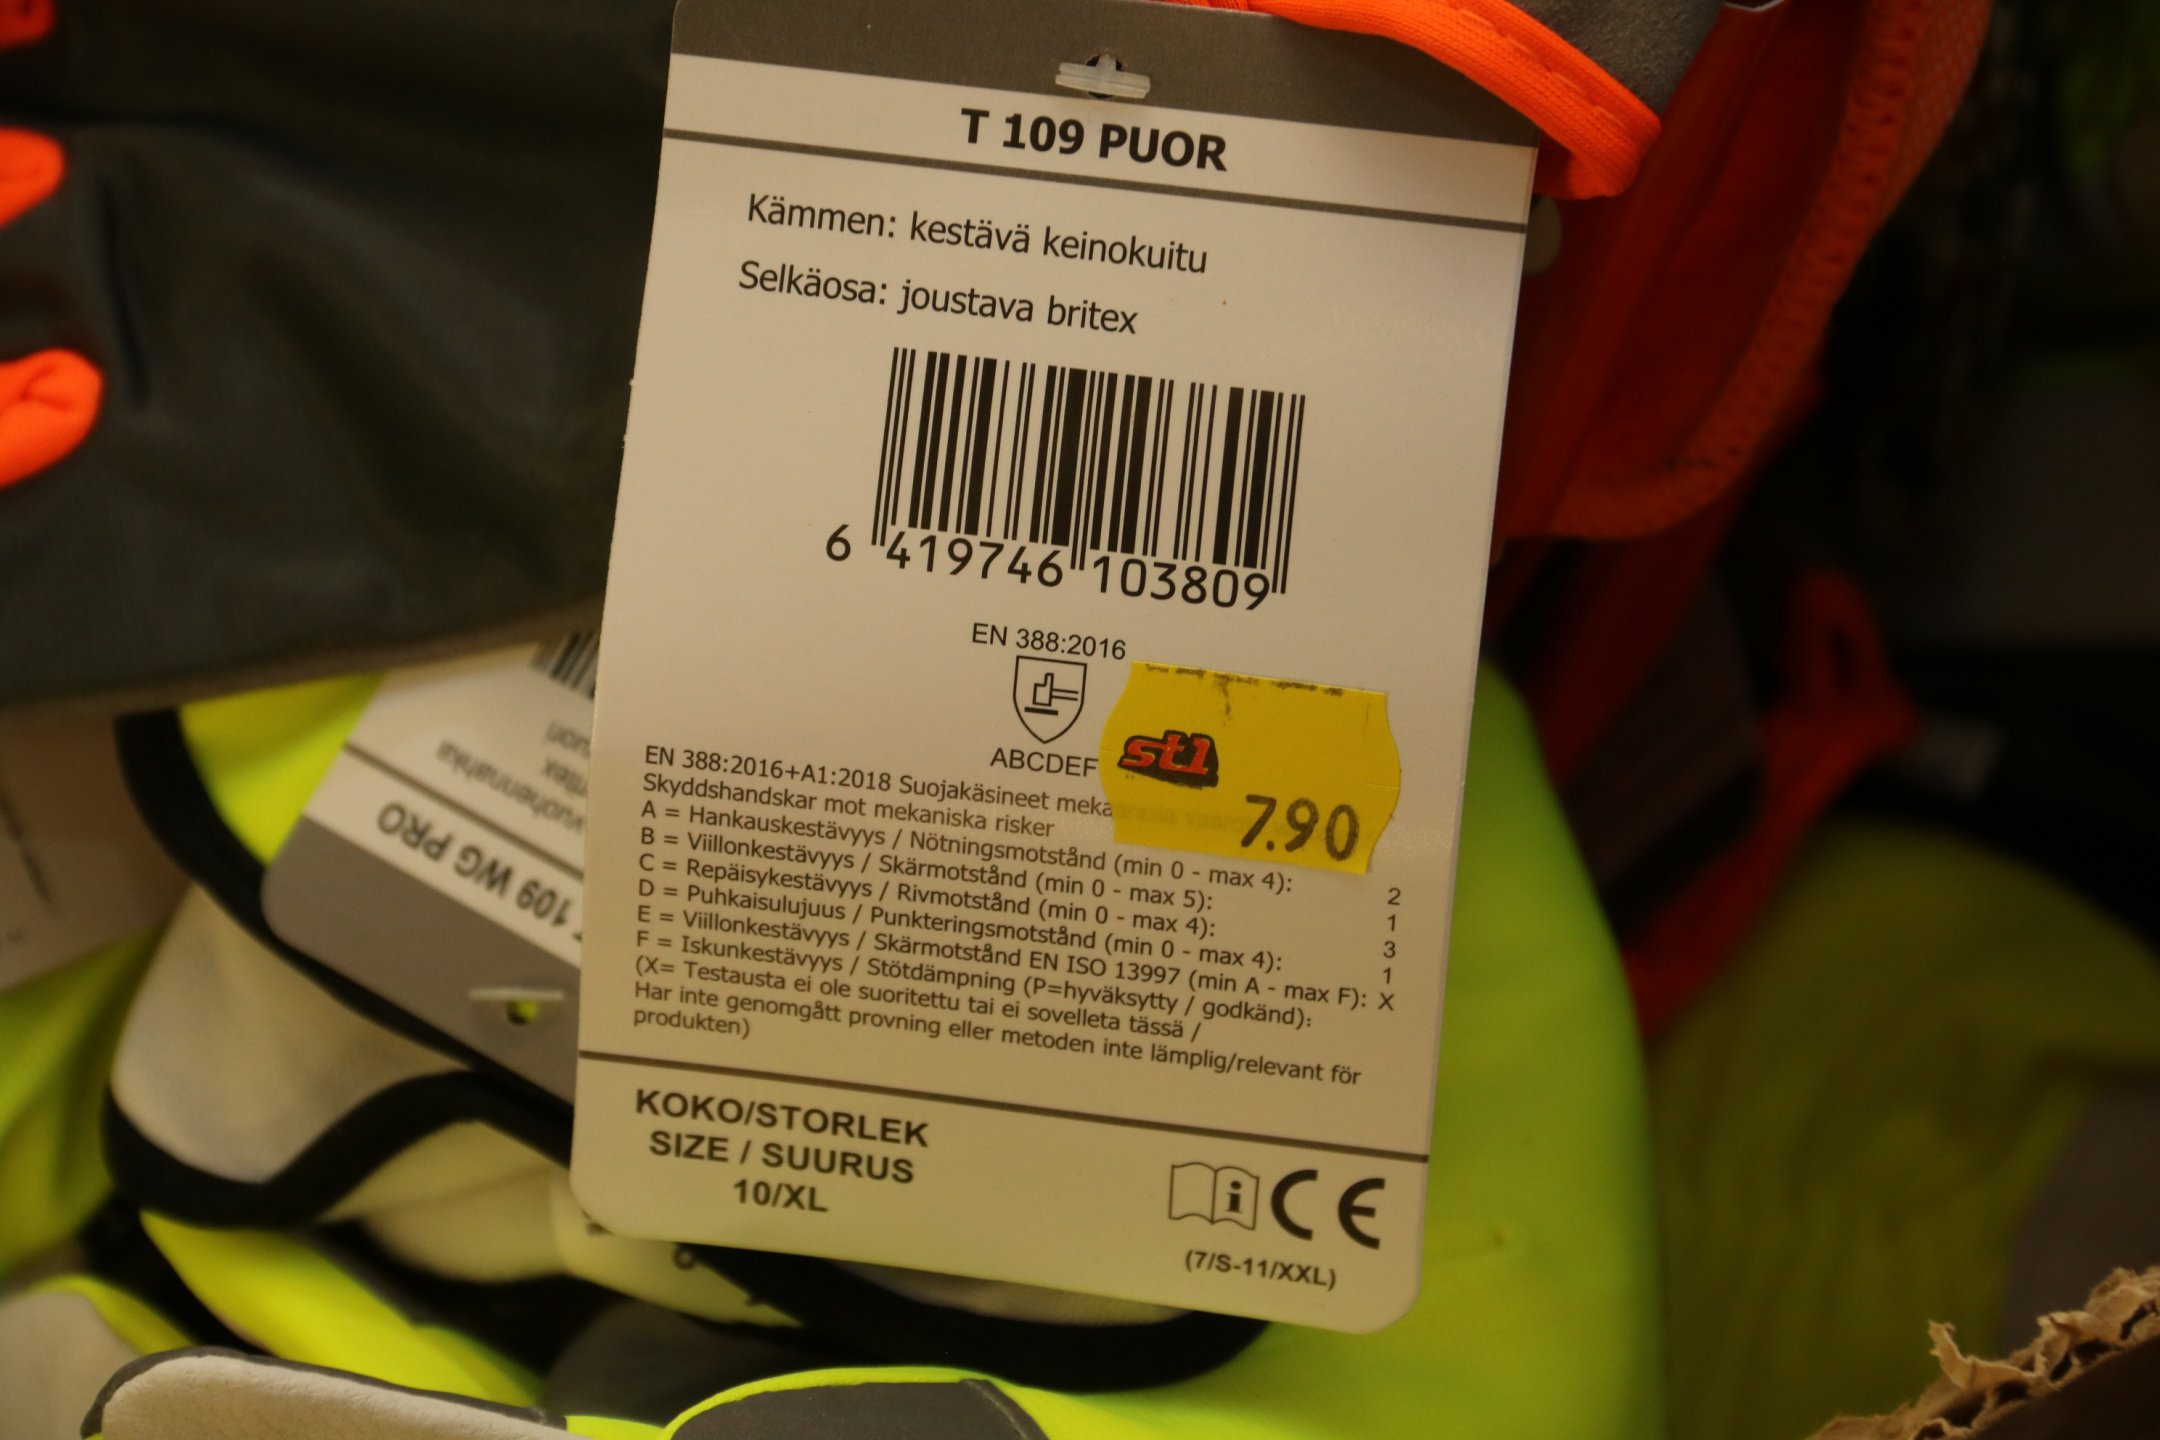 T 109 PUOR
Kämmen: kestävä keinokuitu
Selkäosa: joustava britex
6 419746 103809
EN 388:2016
ABCDEF
stl
7.90
EN 388:2016+A1:2018 Suojakäsineet
Skyddshandskar mot mekaniska risker
A = Hankauskestävyys / Nötningsmotstånd (min 0 - max 4): 2
B = Viillonkestävyys / Skärmotstånd (min 0 - max 5): 1
C = Repäisykestävyys / Rivmotstånd (min 0 - max 4): 3
D = Puhkaisulujuus / Punkteringsmotstånd (min 0 - max 4): 1
E = Viillonkestävyys / Skärmotstånd EN ISO 13997 (min A - max F): X
F = Iskunkestävyys / Stötdämpning (P=hyväksytty / godkänd):
(X= Testausta ei ole suoritettu tai ei sovelleta tässä /
Har inte genomgått provning eller metoden inte lämplig/relevant för
produkten)
KOKO/STORLEK
SIZE / SUURUS
10/XL
i CE
(7/S-11/XXL)
109 WG PRO
vuohennahka